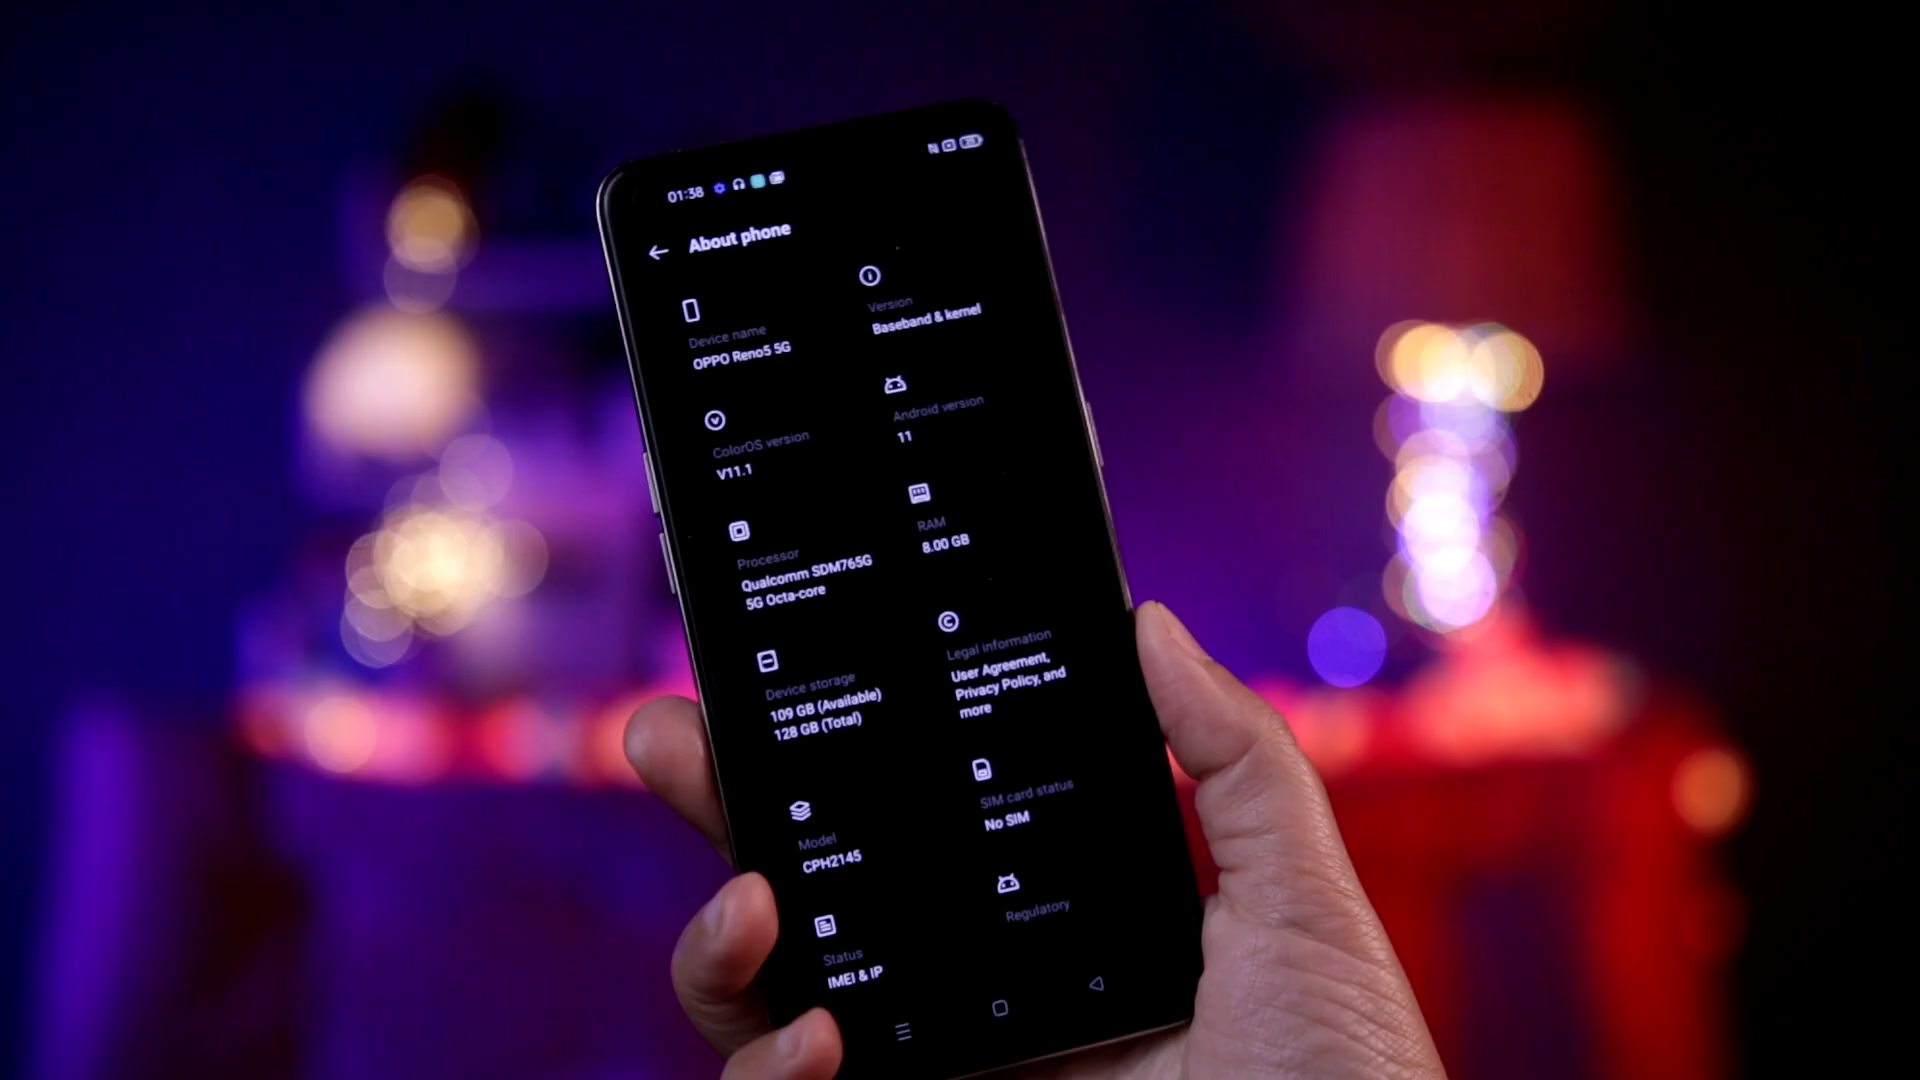 01:38
About phone
Device name
OPPO Reno5 5G
Version
Baseband & kernel
ColorOS version
V11.1
Android version
11
Processor
Qualcomm SDM765G
5G Octa-core
RAM
8.00 GB
Device storage
109 GB (Available)
128 GB (Total)
Legal information
User Agreement,
Privacy Policy, and
more
Model
CPH2145
SIM card status
No SIM
Status
IMEI & IP
Regulatory